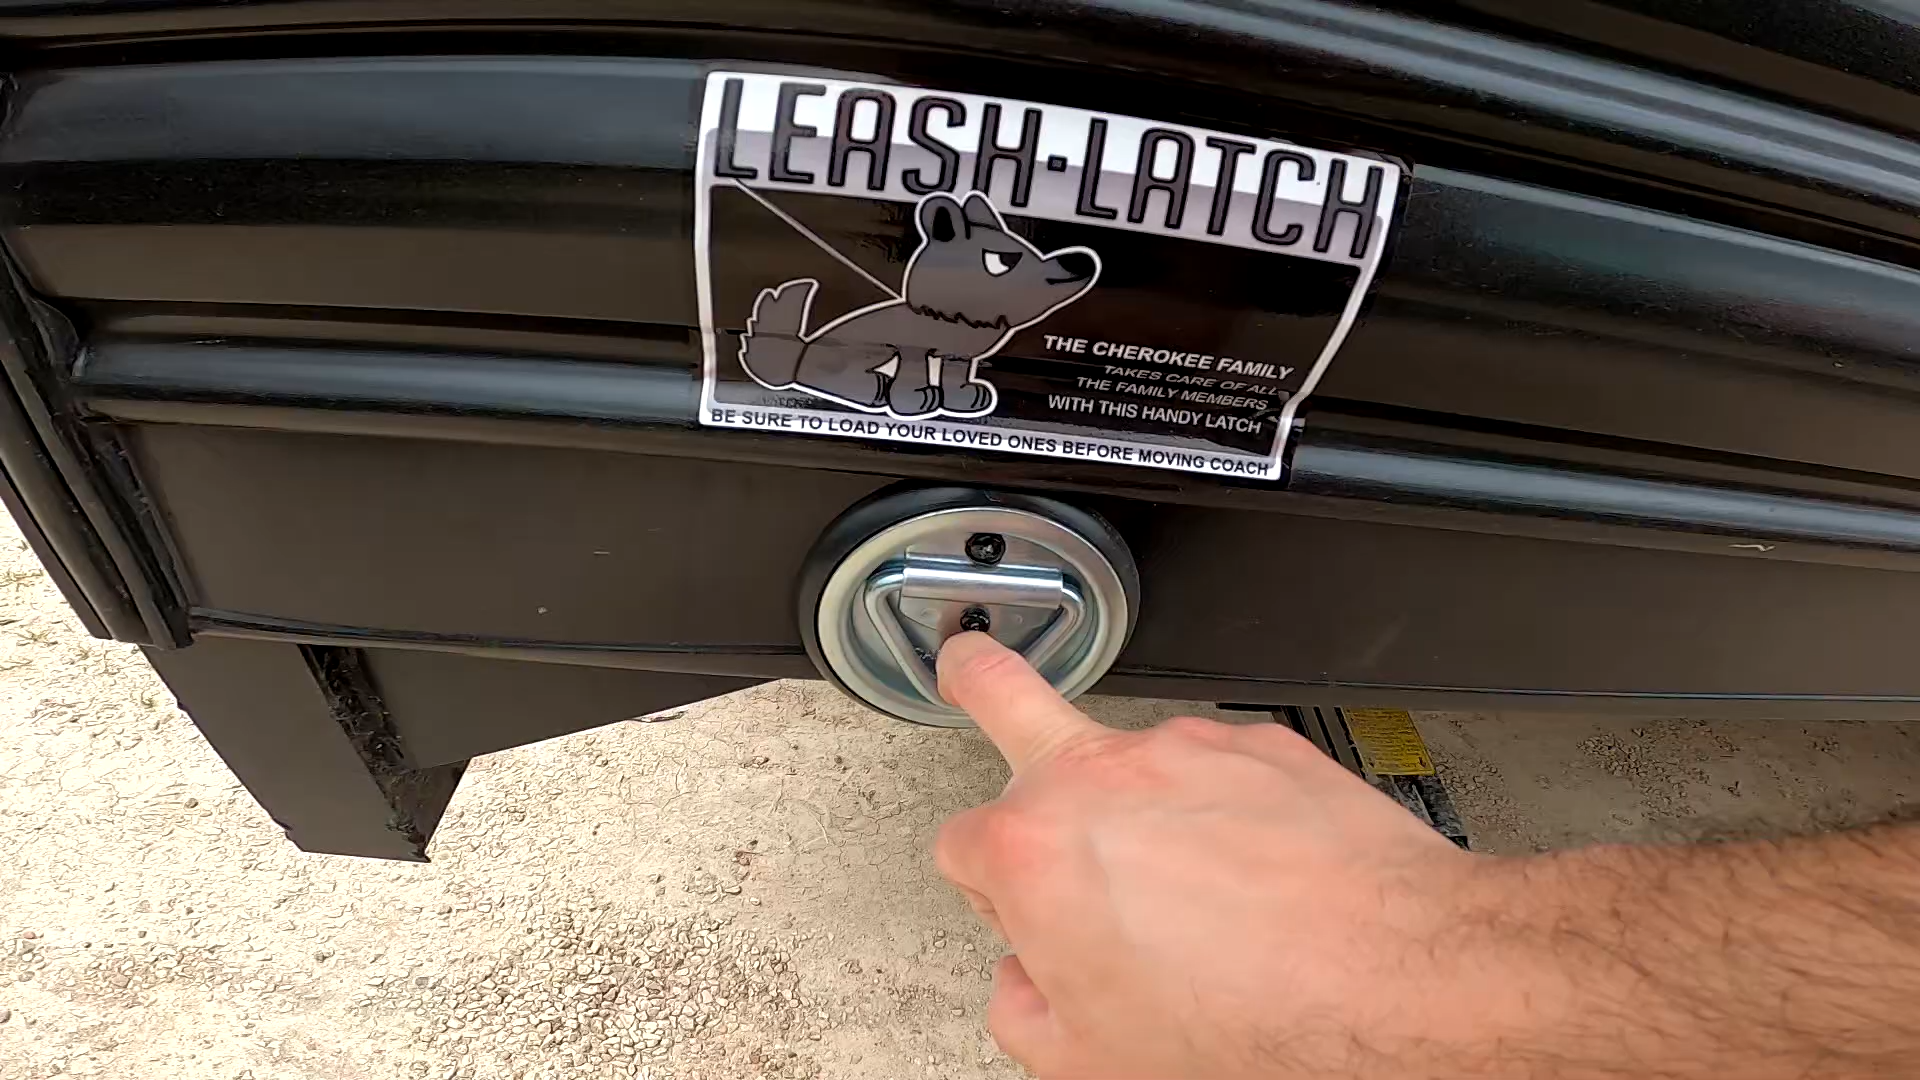 LEASH·LATCH
THE CHEROKEE FAMILY
TAKES CARE OF ALL
THE FAMILY MEMBERS
WITH THIS HANDY LATCH
BE SURE TO LOAD YOUR LOVED ONES BEFORE MOVING COACH